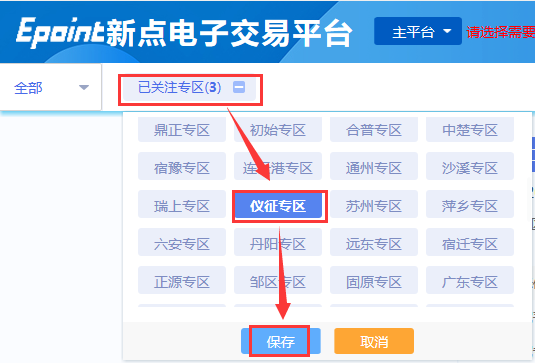 Epoint新点电子交易平台 主平台 请选择需要
全部 已关注专区(3)
鼎正专区 初始专区 合普专区 中楚专区
宿豫专区 连云港专区 通州专区 沙溪专区
瑞上专区 仪征专区 苏州专区 萍乡专区
六安专区 丹阳专区 远东专区 宿迁专区
正源专区 邹区专区 固原专区 广东专区
保存 取消